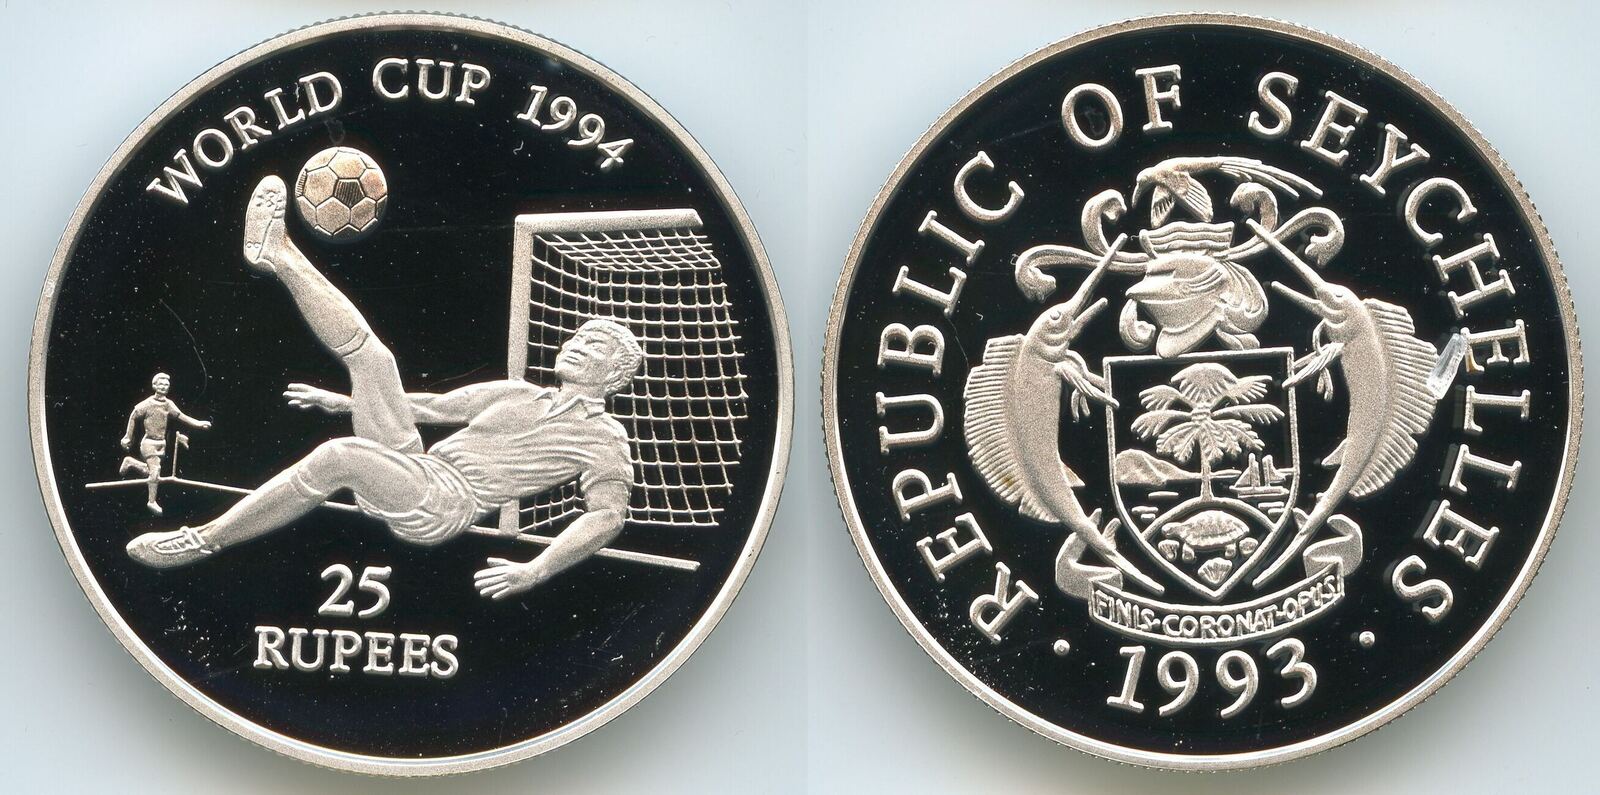 WORLD CUP 1994
25
RUPEES
REPUBLIC OF SEYCHELLES
FINIS·CORONAT·OPUS
·1993·